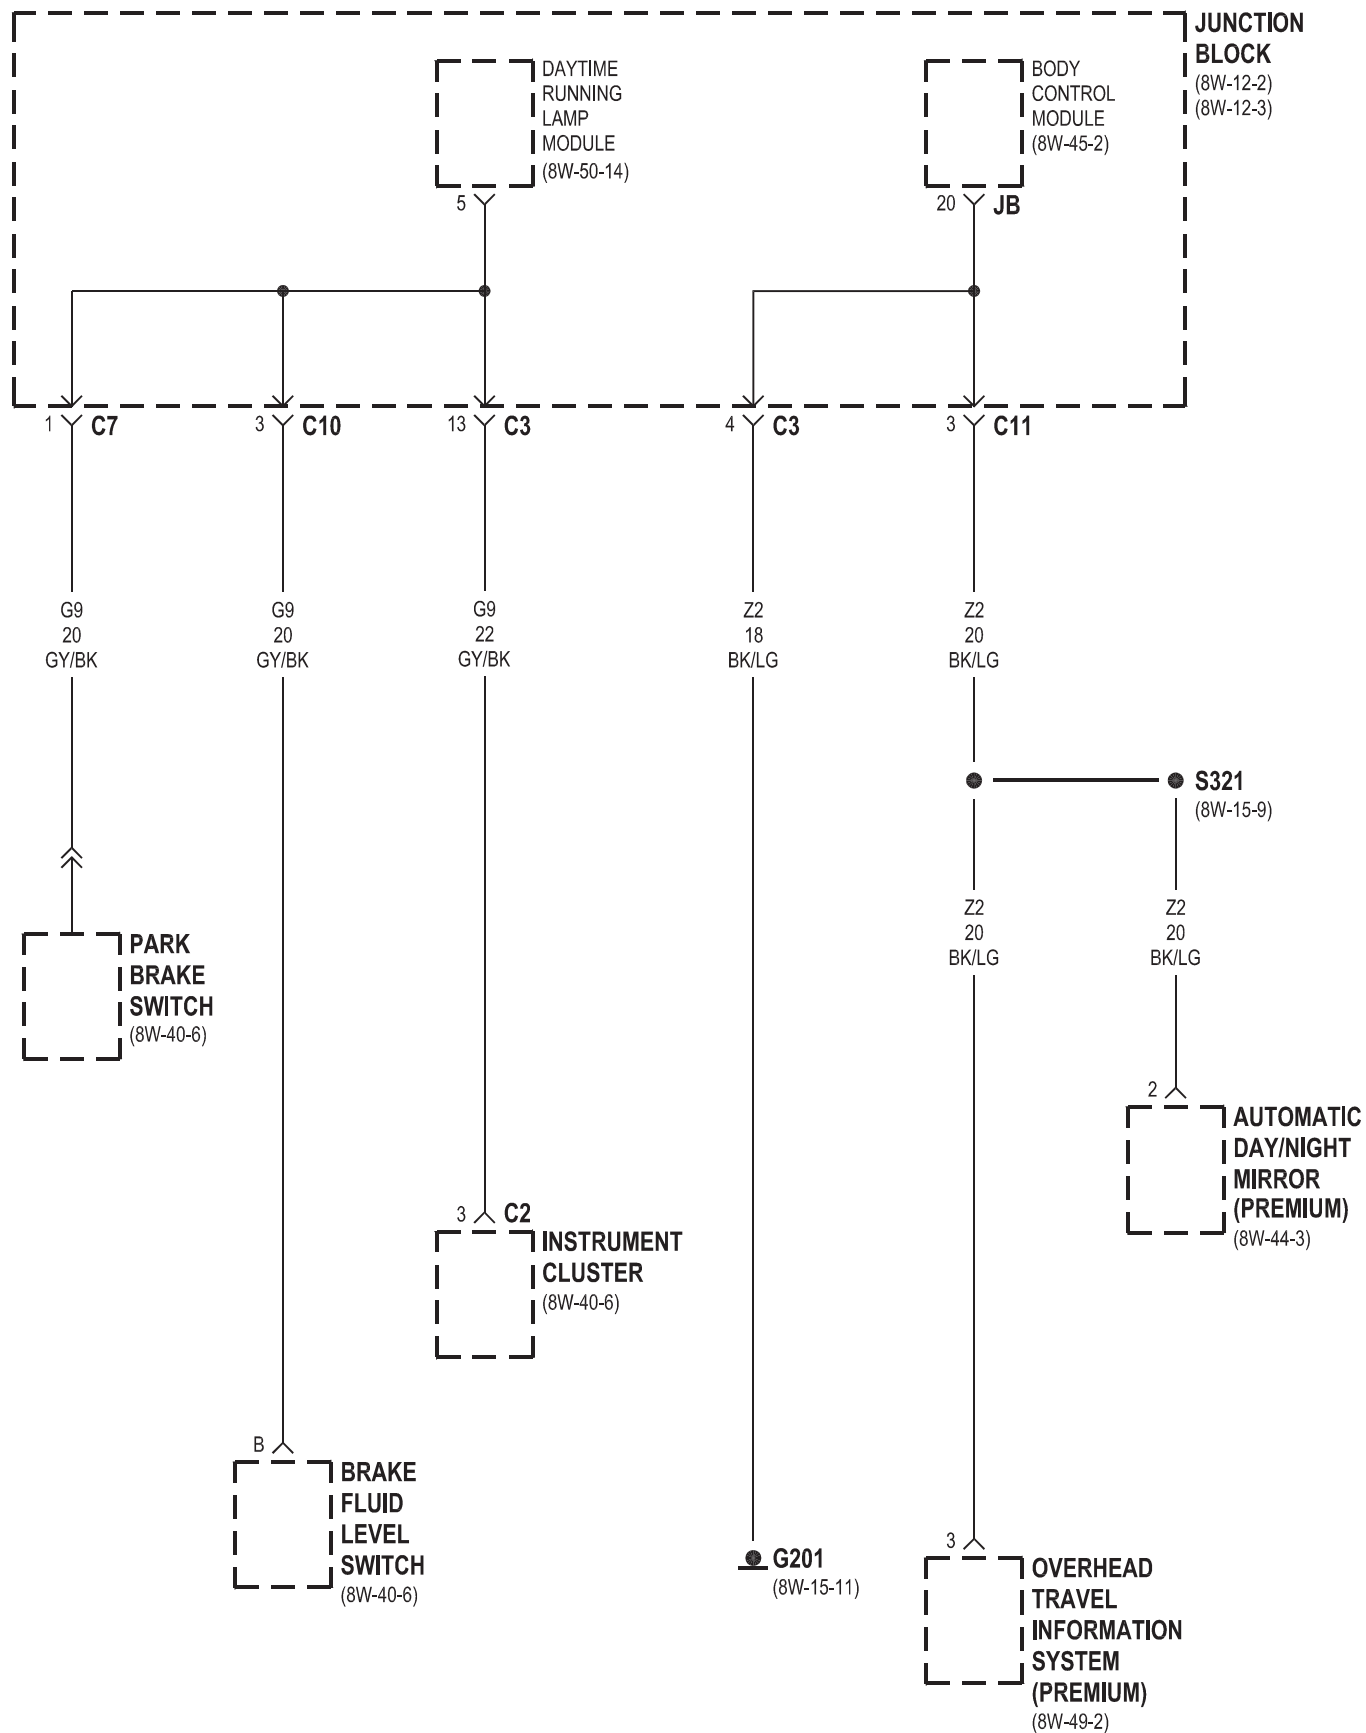 JUNCTION
BLOCK
(8W-12-2)
(8W-12-3)
DAYTIME
RUNNING
LAMP
MODULE
(8W-50-14)
BODY
CONTROL
MODULE
(8W-45-2)
5
20 JB
1 C7
3 C10
13 C3
4 C3
3 C11
G9
20
GY/BK
G9
20
GY/BK
G9
22
GY/BK
Z2
18
BK/LG
Z2
20
BK/LG
S321
(8W-15-9)
Z2
20
BK/LG
Z2
20
BK/LG
PARK
BRAKE
SWITCH
(8W-40-6)
2
AUTOMATIC
DAY/NIGHT
MIRROR
(PREMIUM)
(8W-44-3)
3 C2
INSTRUMENT
CLUSTER
(8W-40-6)
B
BRAKE
FLUID
LEVEL
SWITCH
(8W-40-6)
G201
(8W-15-11)
3
OVERHEAD
TRAVEL
INFORMATION
SYSTEM
(PREMIUM)
(8W-49-2)